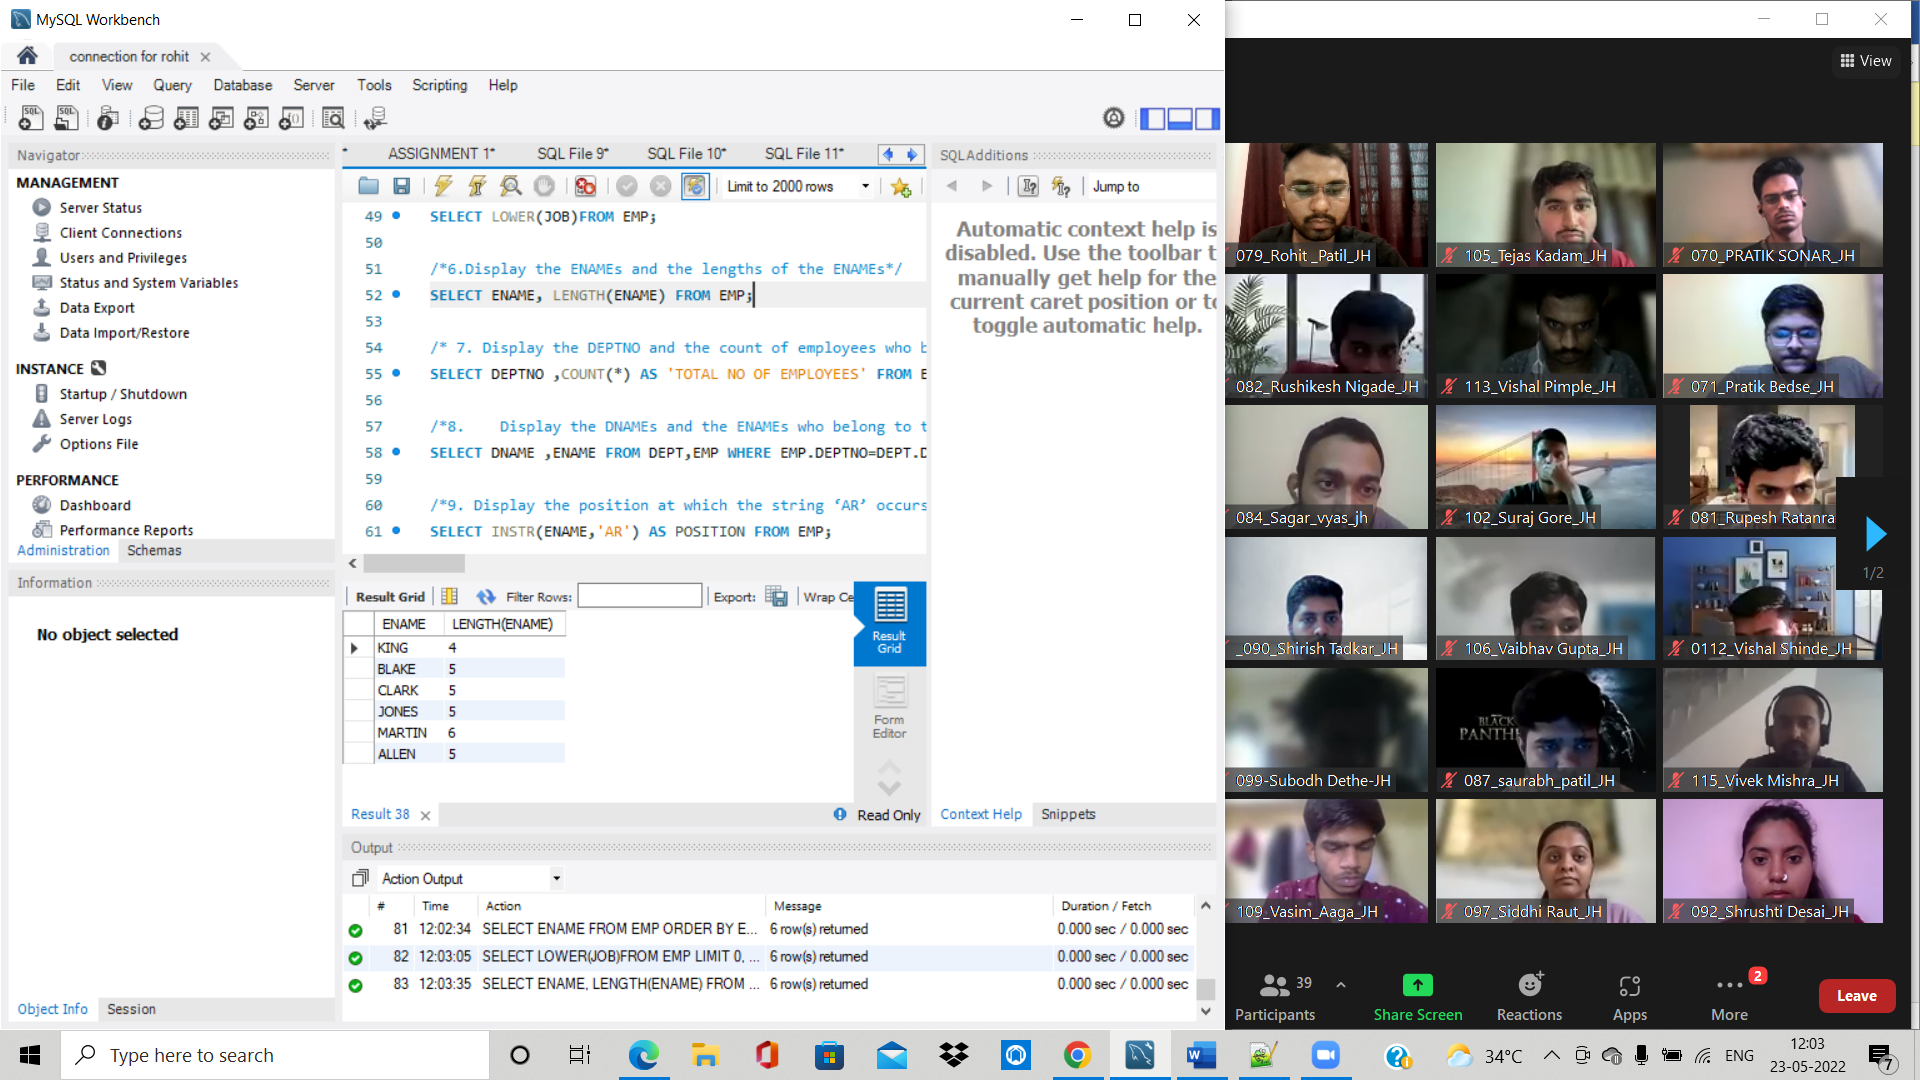 MySQL Workbench
connection for rohit
File Edit View Query Database Server Tools Scripting Help
Navigator
MANAGEMENT
Server Status
Client Connections
Users and Privileges
Status and System Variables
Data Export
Data Import/Restore
INSTANCE
Startup / Shutdown
Server Logs
Options File
PERFORMANCE
Dashboard
Performance Reports
Administration Schemas
Information
No object selected
Object Info Session
* ASSIGNMENT 1* SQL File 9* SQL File 10* SQL File 11*
Limit to 2000 rows
49 SELECT LOWER(JOB)FROM EMP;
50
51 /*6.Display the ENAMEs and the lengths of the ENAMEs*/
52 SELECT ENAME, LENGTH(ENAME) FROM EMP;
53
54 /* 7. Display the DEPTNO and the count of employees who b
55 SELECT DEPTNO ,COUNT(*) AS 'TOTAL NO OF EMPLOYEES' FROM E
56
57 /*8. Display the DNAMEs and the ENAMEs who belong to t
58 SELECT DNAME ,ENAME FROM DEPT,EMP WHERE EMP.DEPTNO=DEPT.D
59
60 /*9. Display the position at which the string ‘AR’ occurs
61 SELECT INSTR(ENAME,'AR') AS POSITION FROM EMP;
Result Grid Filter Rows: Export: Wrap Ce
ENAME LENGTH(ENAME)
KING 4
BLAKE 5
CLARK 5
JONES 5
MARTIN 6
ALLEN 5
Result Grid
Form Editor
Result 38 Read Only
SQLAdditions
Jump to
Automatic context help is
disabled. Use the toolbar t
manually get help for the
current caret position or to
toggle automatic help.
Context Help Snippets
Output
Action Output
# Time Action Message Duration / Fetch
81 12:02:34 SELECT ENAME FROM EMP ORDER BY E... 6 row(s) returned 0.000 sec / 0.000 sec
82 12:03:05 SELECT LOWER(JOB)FROM EMP LIMIT 0, ... 6 row(s) returned 0.000 sec / 0.000 sec
83 12:03:35 SELECT ENAME, LENGTH(ENAME) FROM ... 6 row(s) returned 0.000 sec / 0.000 sec
View
079_Rohit _Patil_JH
105_Tejas Kadam_JH
070_PRATIK SONAR_JH
082_Rushikesh Nigade_JH
113_Vishal Pimple_JH
071_Pratik Bedse_JH
084_Sagar_vyas_jh
102_Suraj Gore_JH
081_Rupesh Ratanra
1/2
_090_Shirish Tadkar_JH
106_Vaibhav Gupta_JH
0112_Vishal Shinde_JH
099-Subodh Dethe-JH
BLACK
PANTHE
087_saurabh_patil_JH
115_Vivek Mishra_JH
109_Vasim_Aaga_JH
097_Siddhi Raut_JH
092_Shrushti Desai_JH
39
2
Participants Share Screen Reactions Apps More Leave
Type here to search
34°C
ENG
12:03
23-05-2022
7